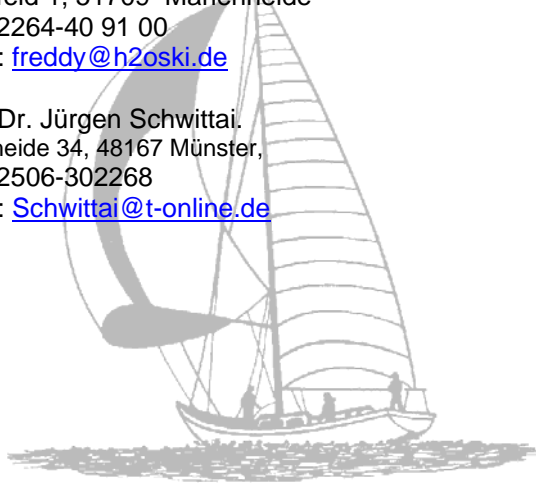 1, 51709 Marienheide
2264-40 91 00
: freddy@h2oski.de
Dr. Jürgen Schwittai.
neide 34, 48167 Münster,
2506-302268
: Schwittai@t-online.de